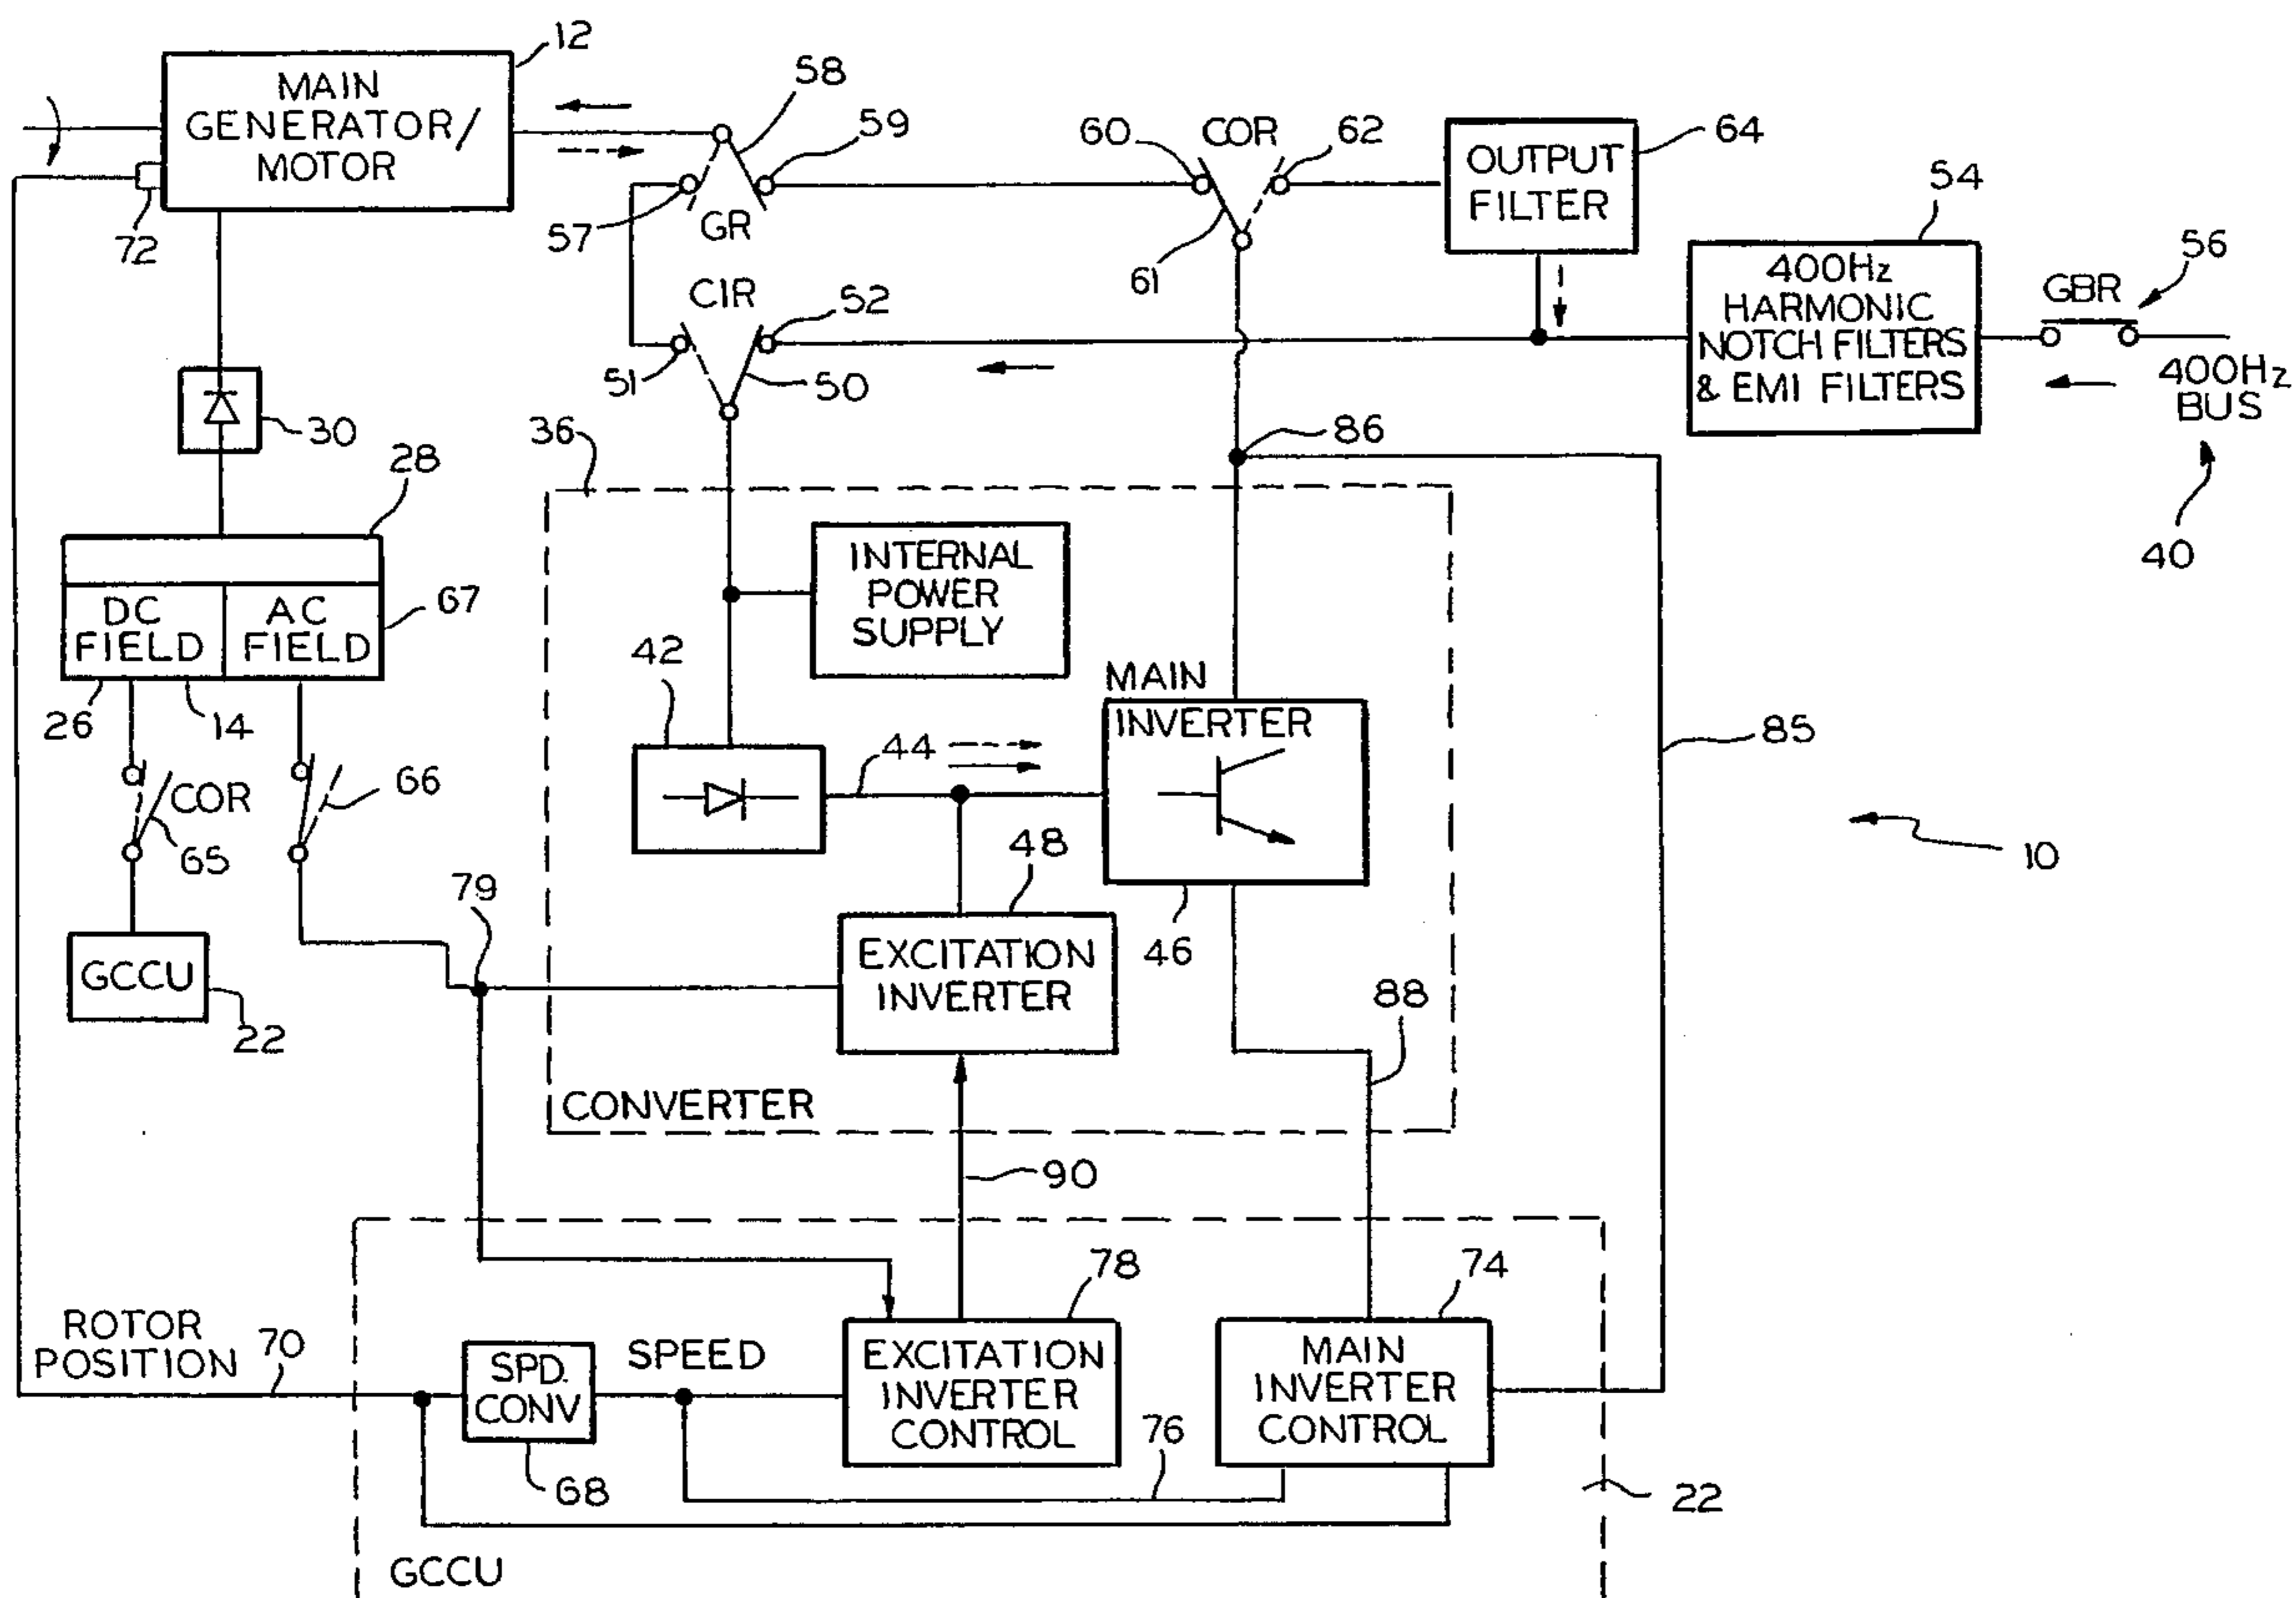 12
MAIN
GENERATOR/
MOTOR
72
58
59
57
GR
60
COR
62
61
OUTPUT
FILTER
64
54
400Hz
HARMONIC
NOTCH FILTERS
& EMI FILTERS
GBR
56
400Hz
BUS
40
CIR
52
51
50
30
28
36
86
DC
FIELD
AC
FIELD
67
26
14
INTERNAL
POWER
SUPPLY
42
44
MAIN
INVERTER
85
COR
65
66
48
46
10
79
GCCU
22
EXCITATION
INVERTER
88
CONVERTER
90
78
74
ROTOR
POSITION
70
SPD.
CONV
68
SPEED
EXCITATION
INVERTER
CONTROL
MAIN
INVERTER
CONTROL
76
22
GCCU